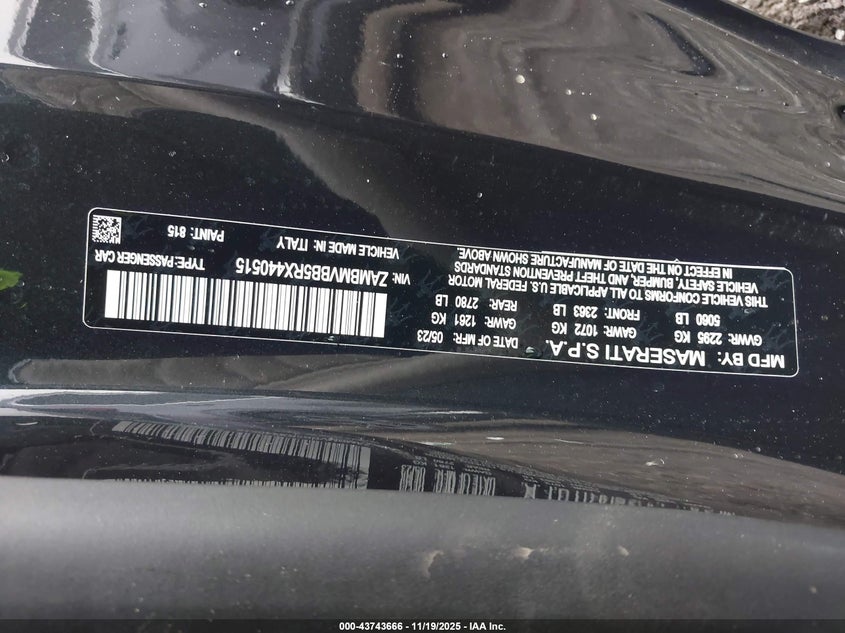 MFD BY: MASERATI S.P.A.
DATE OF MFR: 05/23
GVWR: 2295 KG
GAWR: 1072 KG
GAWR: 1261 KG
5060 LB
FRONT: 2363 LB
REAR: 2780 LB
THIS VEHICLE CONFORMS TO ALL APPLICABLE U.S. FEDERAL MOTOR
VEHICLE SAFETY, BUMPER, AND THEFT PREVENTION STANDARDS
IN EFFECT ON THE DATE OF MANUFACTURE SHOWN ABOVE.
VIN: ZAMBMVBB5RX440515
TYPE: PASSENGER CAR
VEHICLE MADE IN: ITALY
PAINT: 815
000-43743666 - 11/19/2025 - IAA Inc.